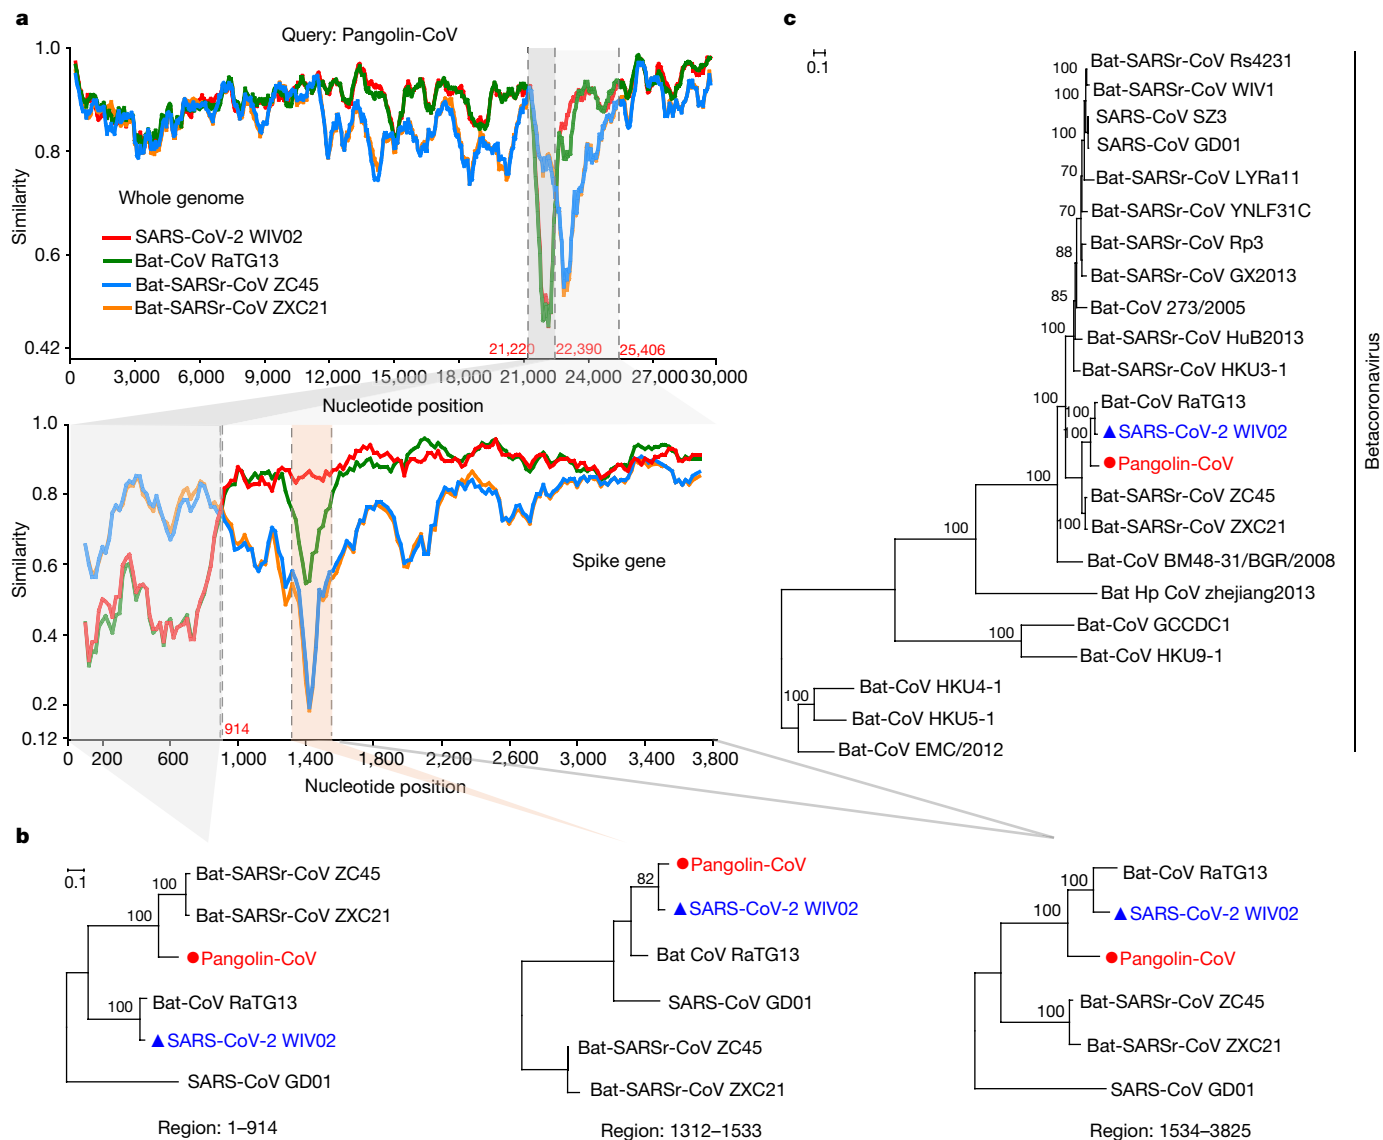 a
Query: Pangolin-CoV
1.0
0.8
0.6
0.42
Similarity
Whole genome
SARS-CoV-2 WIV02
Bat-CoV RaTG13
Bat-SARSr-CoV ZC45
Bat-SARSr-CoV ZXC21
21,220
22,390
25,406
0
3,000
6,000
9,000
12,000
15,000
18,000
21,000
24,000
27,000
30,000
Nucleotide position
1.0
0.8
0.6
0.4
0.2
0.12
Similarity
Spike gene
914
0
200
600
1,000
1,400
1,800
2,200
2,600
3,000
3,400
3,800
Nucleotide position
b
0.1
100
Bat-SARSr-CoV ZC45
100
Bat-SARSr-CoV ZXC21
Pangolin-CoV
100
Bat-CoV RaTG13
SARS-CoV-2 WIV02
SARS-CoV GD01
Region: 1–914
82
Pangolin-CoV
SARS-CoV-2 WIV02
Bat CoV RaTG13
SARS-CoV GD01
Bat-SARSr-CoV ZC45
Bat-SARSr-CoV ZXC21
Region: 1312–1533
100
Bat-CoV RaTG13
100
SARS-CoV-2 WIV02
Pangolin-CoV
100
Bat-SARSr-CoV ZC45
Bat-SARSr-CoV ZXC21
SARS-CoV GD01
Region: 1534–3825
c
0.1
100
Bat-SARSr-CoV Rs4231
100
Bat-SARSr-CoV WIV1
SARS-CoV SZ3
100
SARS-CoV GD01
70
Bat-SARSr-CoV LYRa11
70
Bat-SARSr-CoV YNLF31C
88
Bat-SARSr-CoV Rp3
Bat-SARSr-CoV GX2013
85
Bat-CoV 273/2005
100
Bat-SARSr-CoV HuB2013
Bat-SARSr-CoV HKU3-1
100
100
Bat-CoV RaTG13
100
SARS-CoV-2 WIV02
Pangolin-CoV
100
Bat-SARSr-CoV ZC45
100
Bat-SARSr-CoV ZXC21
100
Bat-CoV BM48-31/BGR/2008
Bat Hp CoV zhejiang2013
100
Bat-CoV GCCDC1
Bat-CoV HKU9-1
100
Bat-CoV HKU4-1
Bat-CoV HKU5-1
Bat-CoV EMC/2012
Betacoronavirus